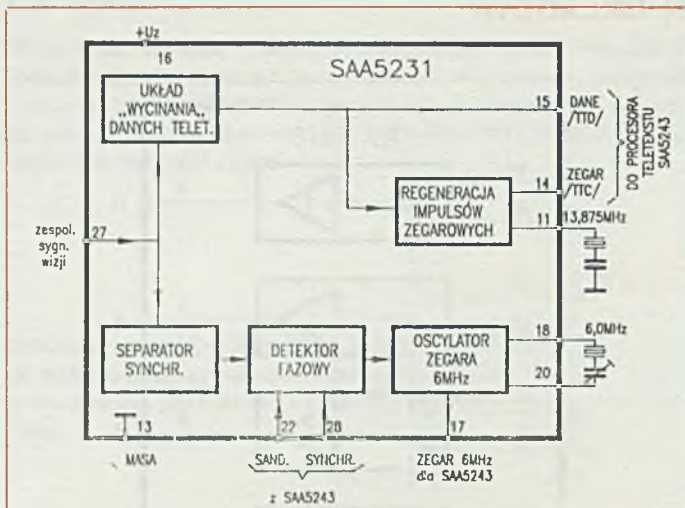 +Uz
16
SAA5231
UKŁAD
„WYCINANIA„
DANYCH TELET.
15
DANE
/TTD/
ZEGAR
/TTC/
14
DO PROCESORA
TELETEKSTU
SAA5243
REGENERACJA
IMPULSÓW
ZEGAROWYCH
11
13,875MHz
zespol.
sygn.
wizji
27
SEPARATOR
SYNCHR.
DETEKTOR
FAZOWY
OSCYLATOR
ZEGARA
6MHz
18
6,0MHz
20
13
22
28
17
MASA
SAND.
SYNCHR.
ZEGAR 6MHz
dla SAA5243
z SAA5243